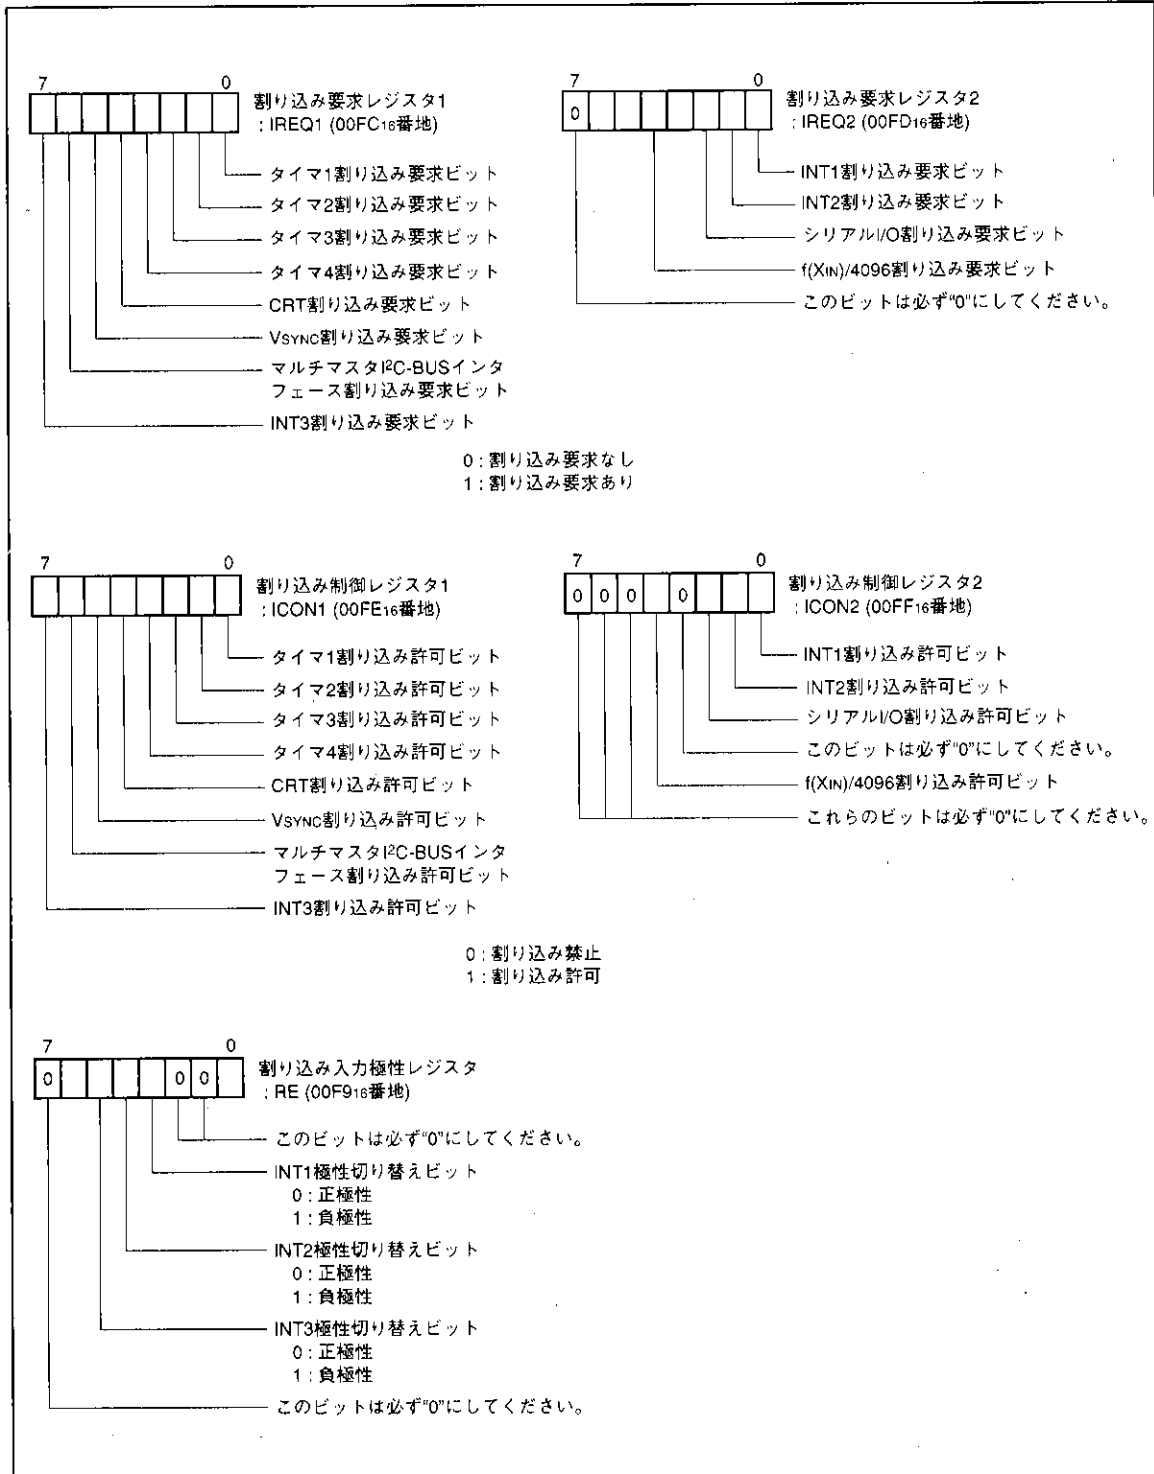 7 0
割り込み要求レジスタ1
: IREQ1 (00FC16番地)
タイマ1割り込み要求ビット
タイマ2割り込み要求ビット
タイマ3割り込み要求ビット
タイマ4割り込み要求ビット
CRT割り込み要求ビット
VSYNC割り込み要求ビット
マルチマスタI²C-BUSインタ
フェース割り込み要求ビット
INT3割り込み要求ビット
7 0
0
割り込み要求レジスタ2
: IREQ2 (00FD16番地)
INT1割り込み要求ビット
INT2割り込み要求ビット
シリアルI/O割り込み要求ビット
f(XIN)/4096割り込み要求ビット
このビットは必ず"0"にしてください。
0 : 割り込み要求なし
1 : 割り込み要求あり
7 0
割り込み制御レジスタ1
: ICON1 (00FE16番地)
タイマ1割り込み許可ビット
タイマ2割り込み許可ビット
タイマ3割り込み許可ビット
タイマ4割り込み許可ビット
CRT割り込み許可ビット
VSYNC割り込み許可ビット
マルチマスタI²C-BUSインタ
フェース割り込み許可ビット
INT3割り込み許可ビット
7 0
0 0 0 0
割り込み制御レジスタ2
: ICON2 (00FF16番地)
INT1割り込み許可ビット
INT2割り込み許可ビット
シリアルI/O割り込み許可ビット
このビットは必ず"0"にしてください。
f(XIN)/4096割り込み許可ビット
これらのビットは必ず"0"にしてください。
0 : 割り込み禁止
1 : 割り込み許可
7 0
0 0 0
割り込み入力極性レジスタ
: RE (00F916番地)
このビットは必ず"0"にしてください。
INT1極性切り替えビット
0 : 正極性
1 : 負極性
INT2極性切り替えビット
0 : 正極性
1 : 負極性
INT3極性切り替えビット
0 : 正極性
1 : 負極性
このビットは必ず"0"にしてください。